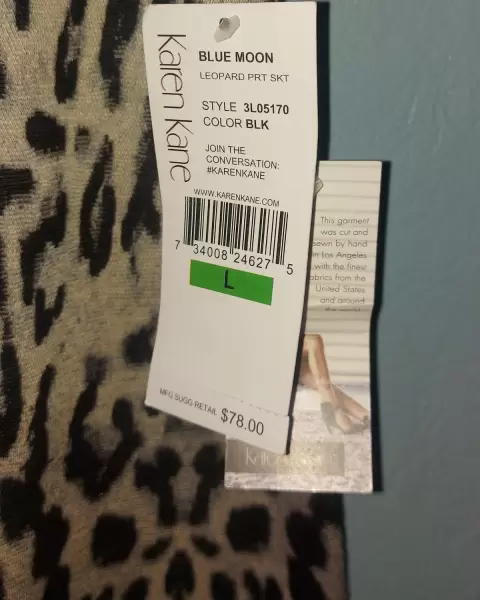 Karen Kane
BLUE MOON
LEOPARD PRT SKT
STYLE 3L05170
COLOR BLK
JOIN THE
CONVERSATION:
#KARENKANE
WWW.KARENKANE.COM
7 34008 24627 5
L
MFG.SUGG.RETAIL $78.00
This garment
was cut and
sewn by hand
in Los Angeles
with the finest
fabrics from the
United States
and around
the world